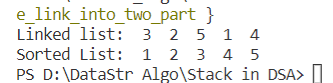 e_link_into_two_part }
Linked list:  3  2  5  1  4
Sorted List:  1  2  3  4  5
PS D:\DataStr Algo\Stack in DSA>